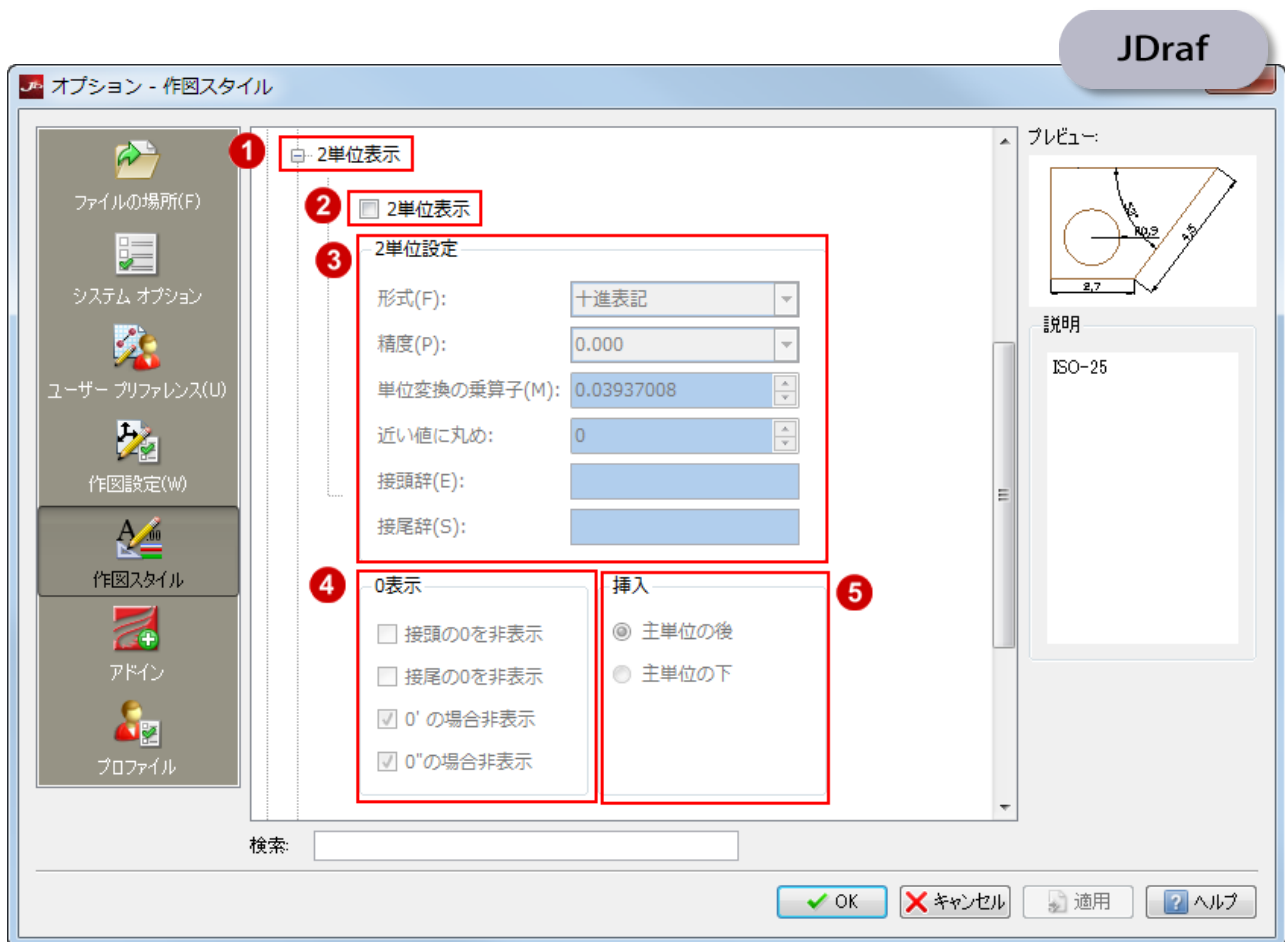 JDraf
オプション - 作図スタイル
ファイルの場所(F)
システム オプション
ユーザー プリファレンス(U)
作図設定(W)
作図スタイル
アドイン
プロファイル
1
2単位表示
2
2単位表示
3
2単位設定
形式(F): 十進表記
精度(P): 0.000
単位変換の乗算子(M): 0.03937008
近い値に丸め: 0
接頭辞(E):
接尾辞(S):
4
0表示
接頭の0を非表示
接尾の0を非表示
0' の場合非表示
0"の場合非表示
5
挿入
主単位の後
主単位の下
プレビュー:
R0,9
4,5
2,7
説明
ISO-25
検索:
OK
キャンセル
適用
ヘルプ